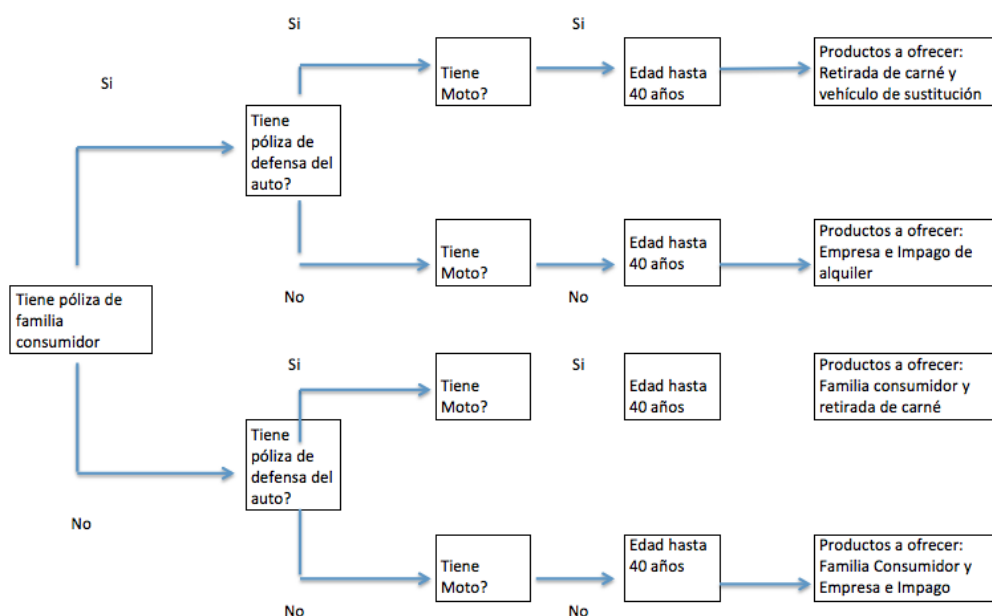 Si
Si
Si
Tiene
Moto?
Edad hasta
40 años
Productos a ofrecer:
Retirada de carné y
vehículo de sustitución
Tiene
póliza de
defensa del
auto?
Tiene
Moto?
Edad hasta
40 años
Productos a ofrecer:
Empresa e Impago de
alquiler
No
No
Tiene póliza de
familia
consumidor
Si
Si
Tiene
Moto?
Edad hasta
40 años
Productos a ofrecer:
Familia consumidor y
retirada de carné
Tiene
póliza de
defensa del
auto?
No
Tiene
Moto?
Edad hasta
40 años
Productos a ofrecer:
Familia Consumidor y
Empresa e Impago
No
No